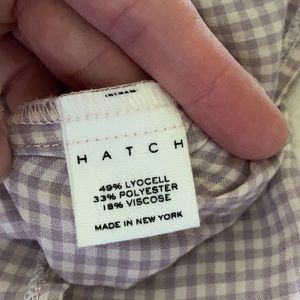 HATCH
49% LYOCELL
33% POLYESTER
18% VISCOSE
MADE IN NEW YORK